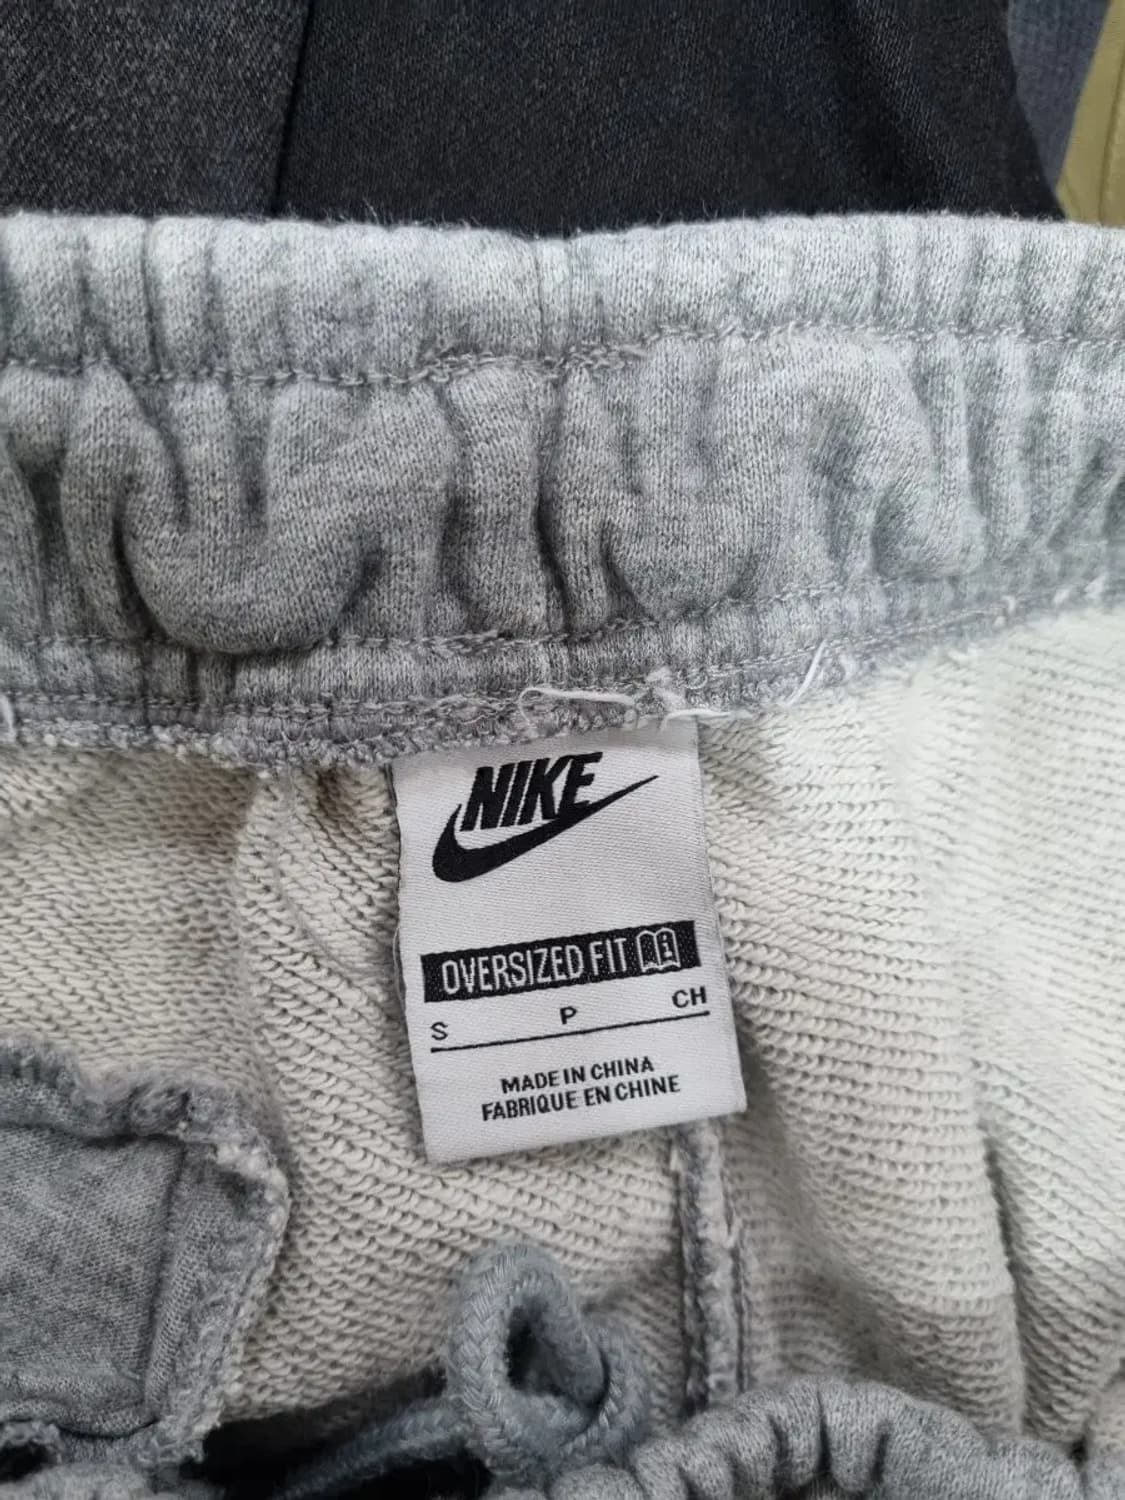 NIKE
OVERSIZED FIT
S P CH
MADE IN CHINA
FABRIQUE EN CHINE